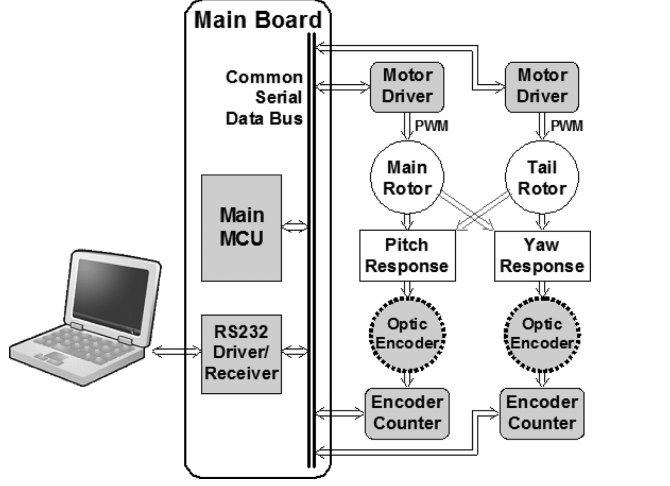 Main Board
Common
Serial
Data Bus
Motor
Driver
Motor
Driver
PWM
PWM
Main
Rotor
Tail
Rotor
Main
MCU
Pitch
Response
Yaw
Response
RS232
Driver/
Receiver
Optic
Encoder
Optic
Encoder
Encoder
Counter
Encoder
Counter